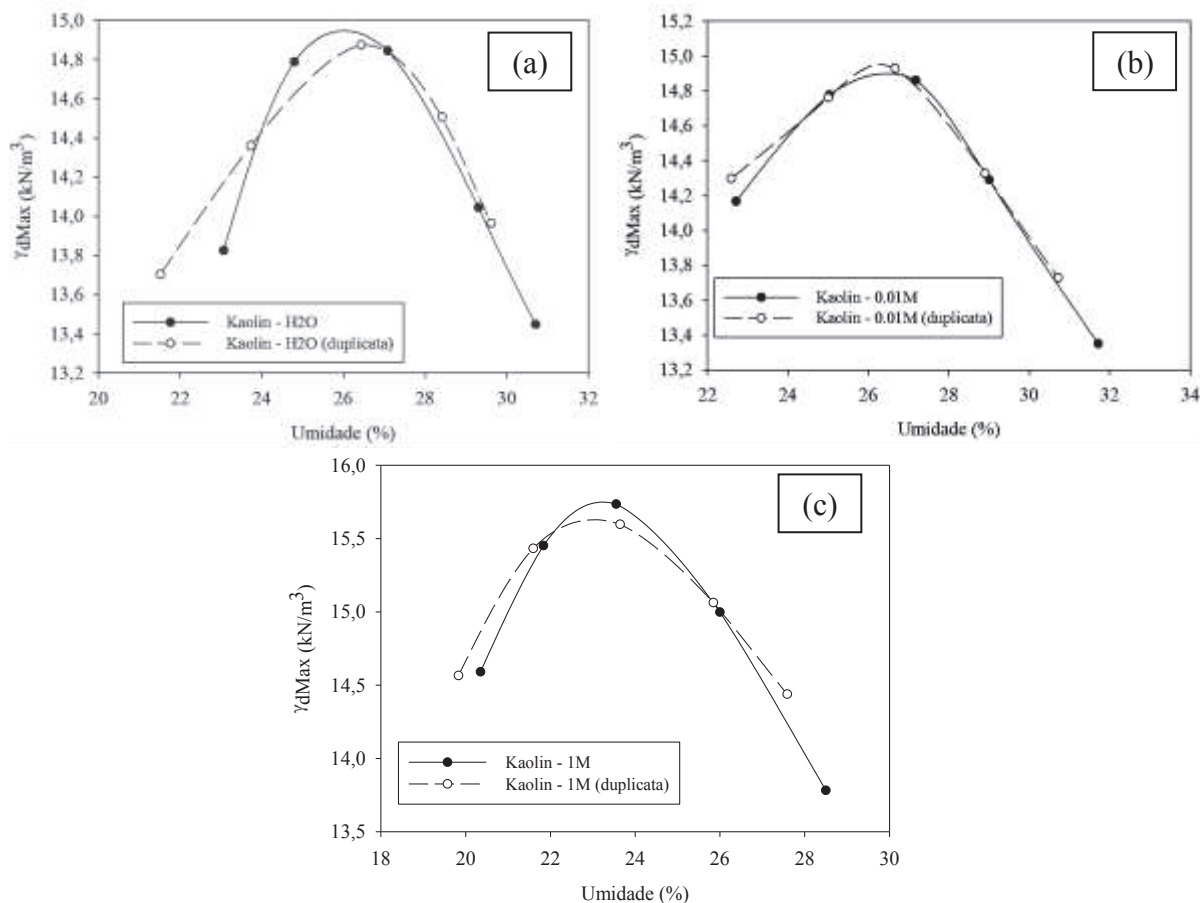 (a)
15,0
14,8
14,6
14,4
14,2
14,0
13,8
13,6
13,4
13,2
γdMax (kN/m³)
Kaolin - H2O
Kaolin - H2O (duplicata)
20 22 24 26 28 30 32
Umidade (%)
(b)
15,2
15,0
14,8
14,6
14,4
14,2
14,0
13,8
13,6
13,4
13,2
γdMax (kN/m³)
Kaolin - 0.01M
Kaolin - 0.01M (duplicata)
22 24 26 28 30 32 34
Umidade (%)
(c)
16,0
15,5
15,0
14,5
14,0
13,5
γdMax (kN/m³)
Kaolin - 1M
Kaolin - 1M (duplicata)
18 20 22 24 26 28 30
Umidade (%)